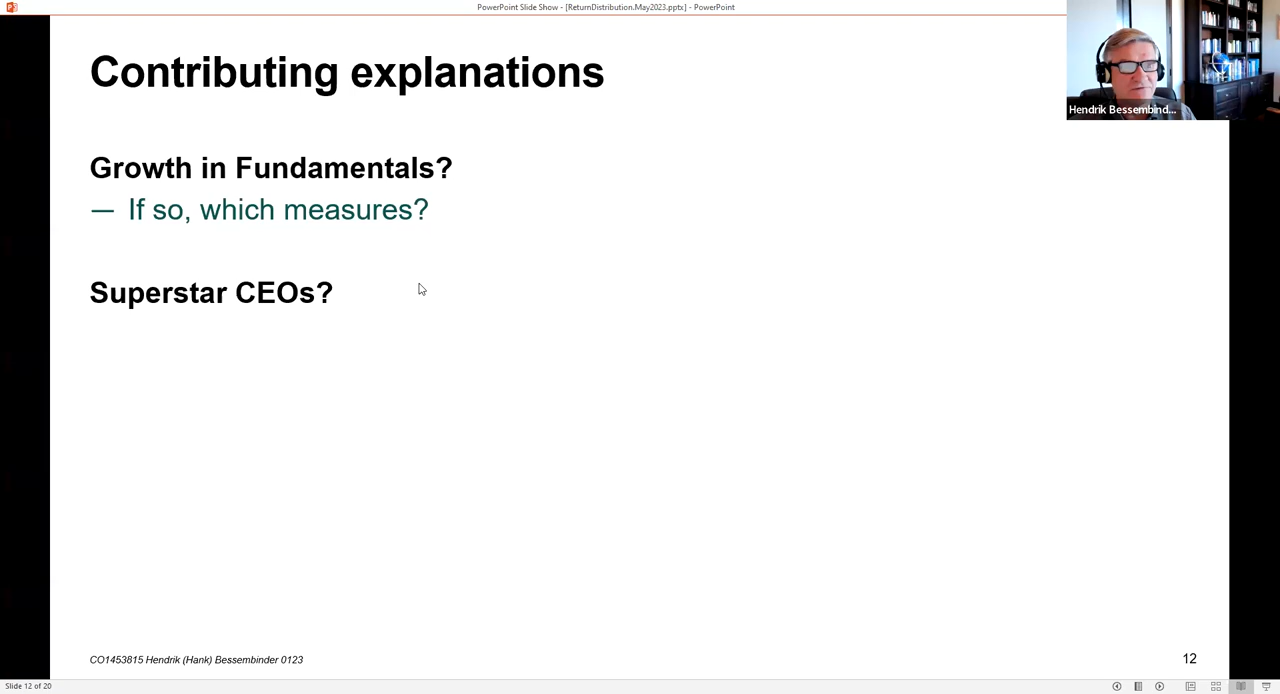 PowerPoint Slide Show - [ReturnDistribution.May2023.pptx] - PowerPoint
Hendrik Bessembind...
Contributing explanations
Growth in Fundamentals?
— If so, which measures?
Superstar CEOs?
CO1453815 Hendrik (Hank) Bessembinder 0123
12
Slide 12 of 20